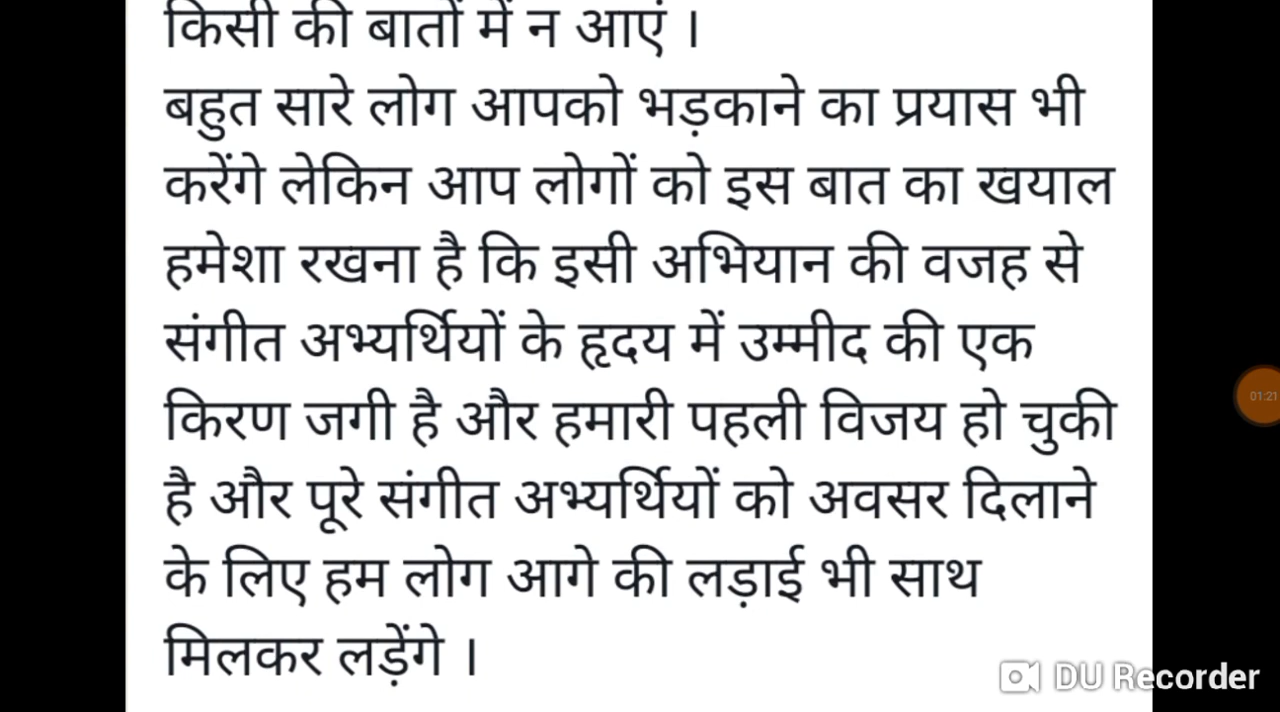 किसी की बातों में न आएं ।
बहुत सारे लोग आपको भड़काने का प्रयास भी
करेंगे लेकिन आप लोगों को इस बात का खयाल
हमेशा रखना है कि इसी अभियान की वजह से
संगीत अभ्यर्थियों के हृदय में उम्मीद की एक
किरण जगी है और हमारी पहली विजय हो चुकी
है और पूरे संगीत अभ्यर्थियों को अवसर दिलाने
के लिए हम लोग आगे की लड़ाई भी साथ
मिलकर लड़ेंगे ।
01:21
DU Recorder